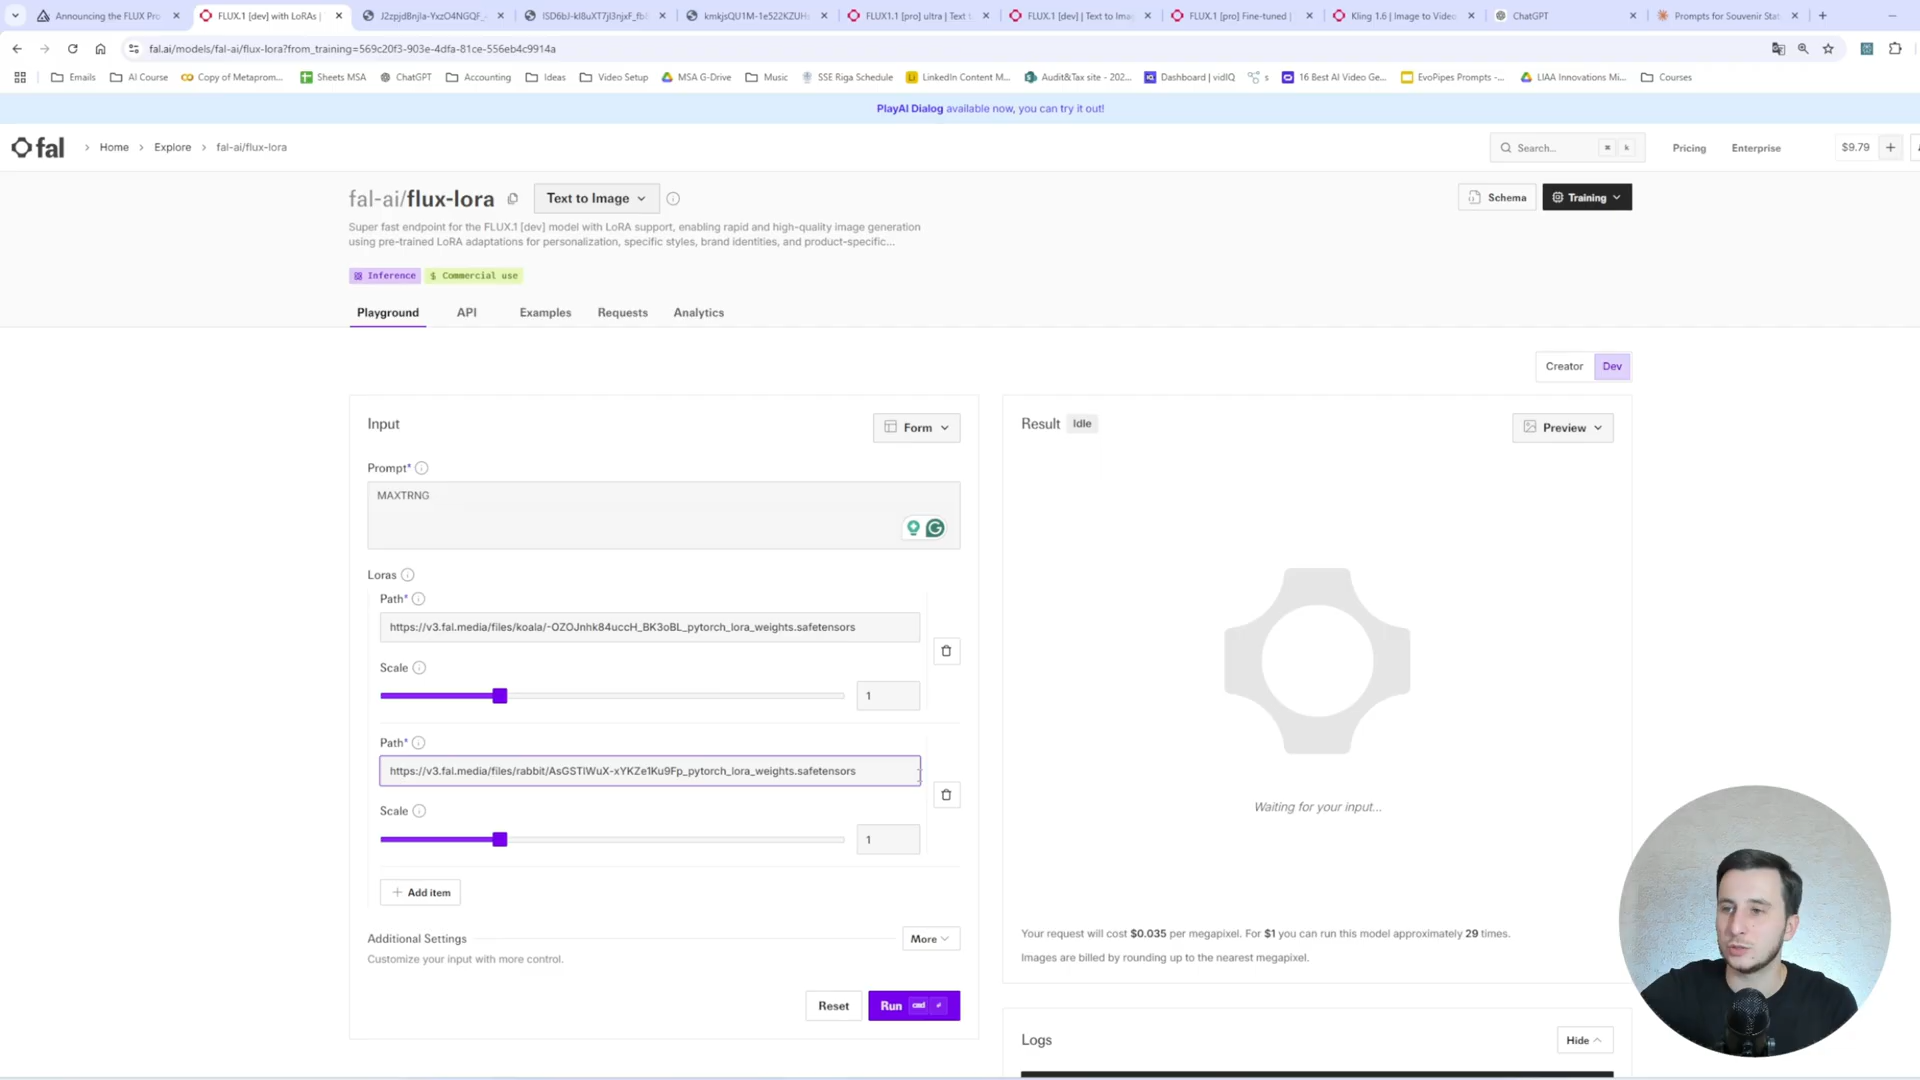 Announcing the FLUX Pro
FLUX.1 [dev] with LoRAs |
FLUX1.1 [pro] ultra | Text t
FLUX.1 [dev] | Text to Ima
FLUX.1 [pro] Fine-tuned |
Kling 1.6 | Image to Video
ChatGPT
Prompts for Souvenir Stat
fal.ai/models/fal-ai/flux-lora?from_training=569c20f3-903e-4dfa-81ce-556eb4c9914a
Emails
AI Course
Copy of Metaprom...
Sheets MSA
ChatGPT
Accounting
Ideas
Video Setup
MSA G-Drive
Music
SSE Riga Schedule
LinkedIn Content M...
Audit&Tax site - 202...
Dashboard | vidIQ
s
16 Best AI Video Ge...
EvoPipes Prompts -...
LIAA Innovations Mi...
Courses
PlayAI Dialog available now, you can try it out!
fal
Home
Explore
fal-ai/flux-lora
Search...
k
Pricing
Enterprise
$9.79
fal-ai/flux-lora
Text to Image
Schema
Training
Super fast endpoint for the FLUX.1 [dev] model with LoRA support, enabling rapid and high-quality image generation
using pre-trained LoRA adaptations for personalization, specific styles, brand identities, and product-specific...
Inference
$ Commercial use
Playground
API
Examples
Requests
Analytics
Creator
Dev
Input
Form
Prompt*
MAXTRNG
Loras
Path*
https://v3.fal.media/files/koala/-OZOJnhk84uccH_BK3oBL_pytorch_lora_weights.safetensors
Scale
1
Path*
https://v3.fal.media/files/rabbit/AsGSTlWuX-xYKZe1Ku9Fp_pytorch_lora_weights.safetensors
Scale
1
+ Add item
Additional Settings
More
Customize your input with more control.
Reset
Run cmd
Result
Idle
Preview
Waiting for your input...
Your request will cost $0.035 per megapixel. For $1 you can run this model approximately 29 times.
Images are billed by rounding up to the nearest megapixel.
Logs
Hide